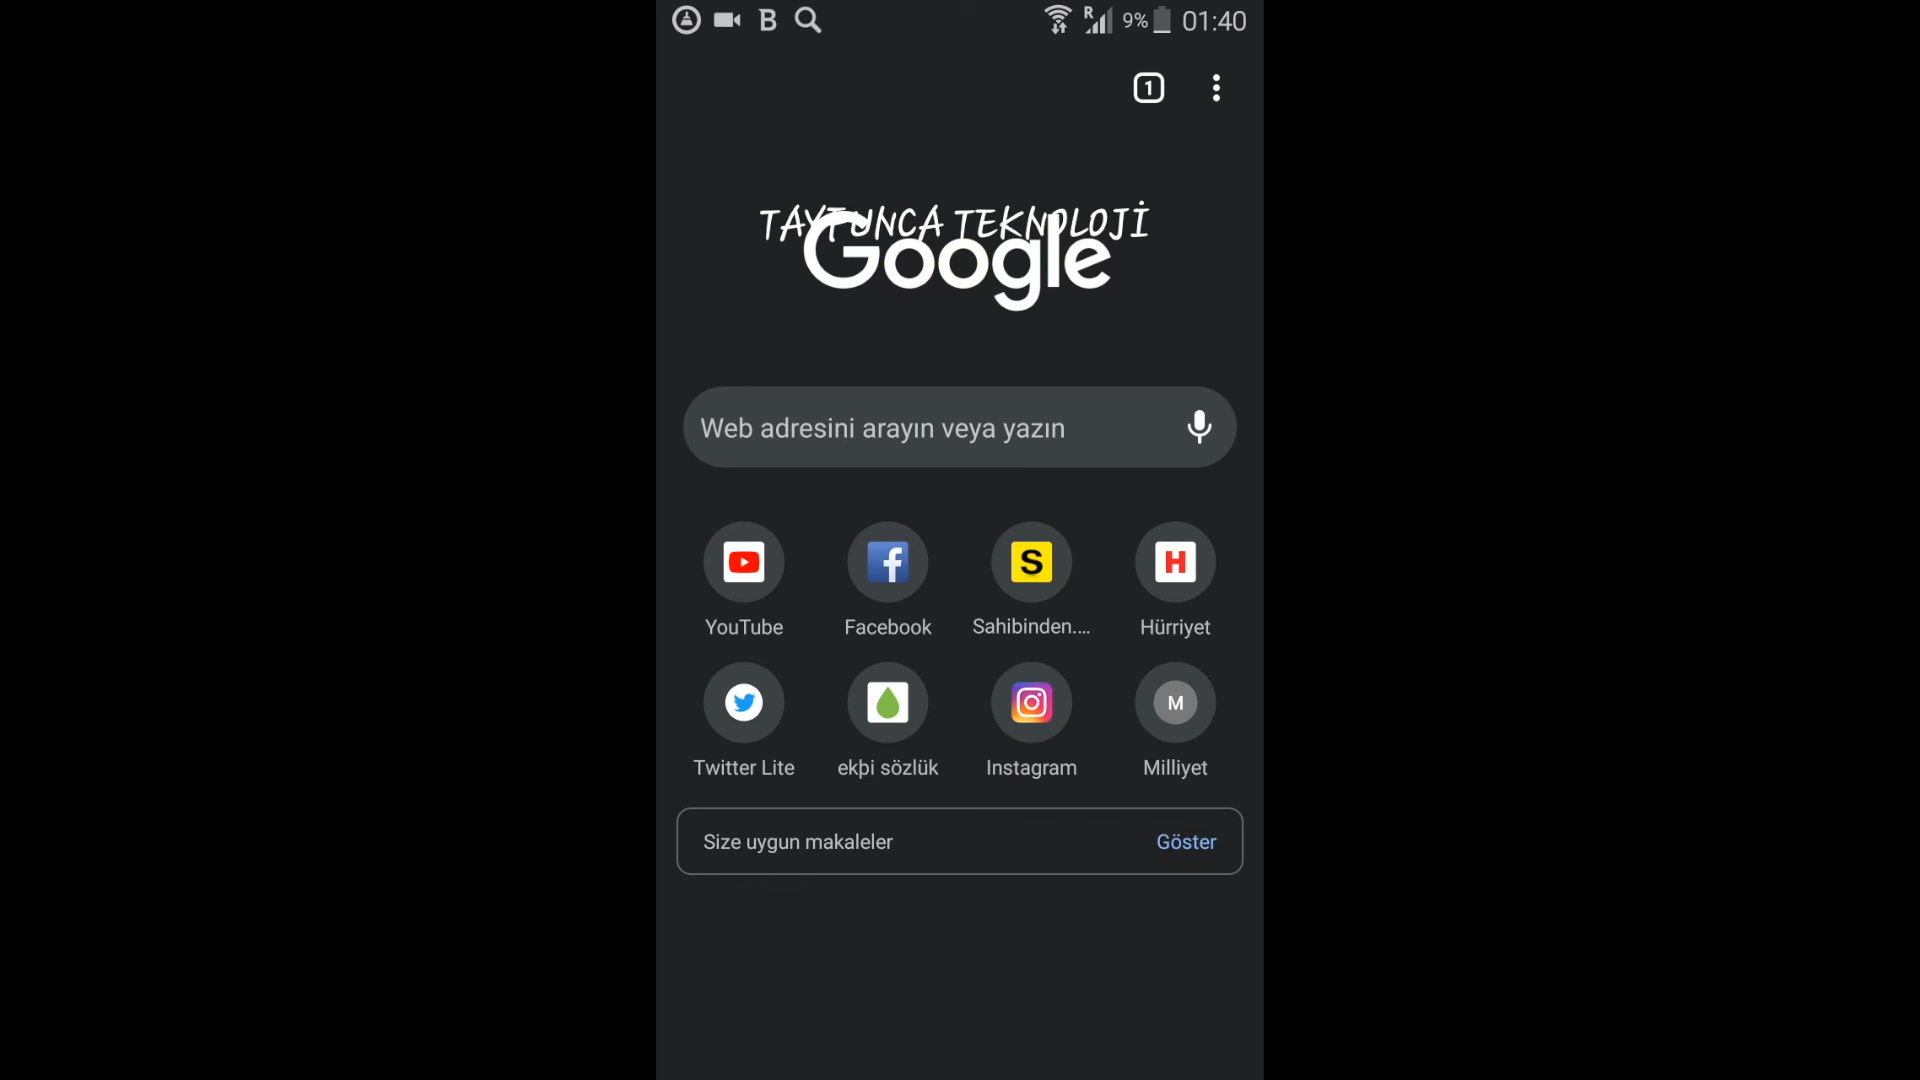 B R 9% 01:40
1
TAYTUNCA TEKNOLOJİ
Google
Web adresini arayın veya yazın
S H
YouTube Facebook Sahibinden.... Hürriyet
M
Twitter Lite ekþi sözlük Instagram Milliyet
Size uygun makaleler Göster